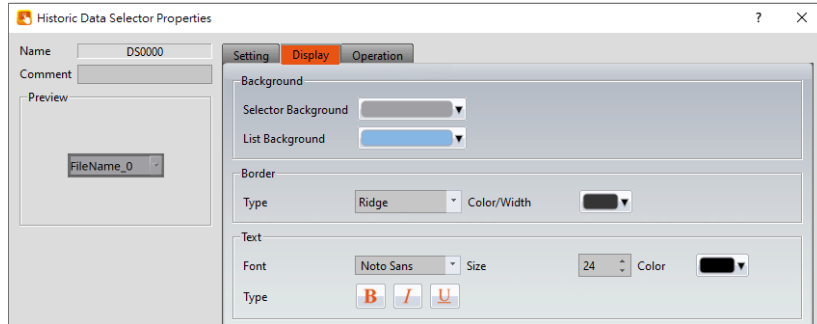 Historic Data Selector Properties ? ×
Name DS0000
Comment
Preview
FileName_0
Setting Display Operation
Background
Selector Background
List Background
Border
Type Ridge Color/Width
Text
Font Noto Sans Size 24 Color
Type B I U